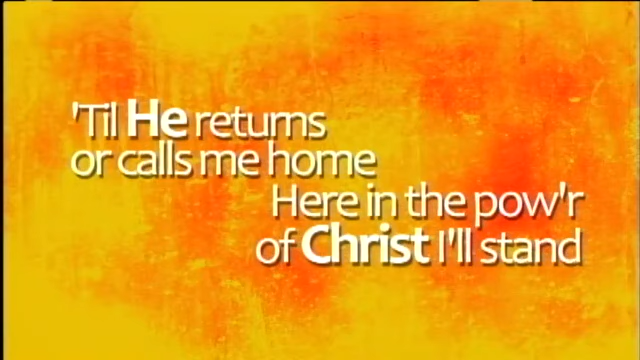 'Til He returns
or calls me home
Here in the pow'r
of Christ I'll stand